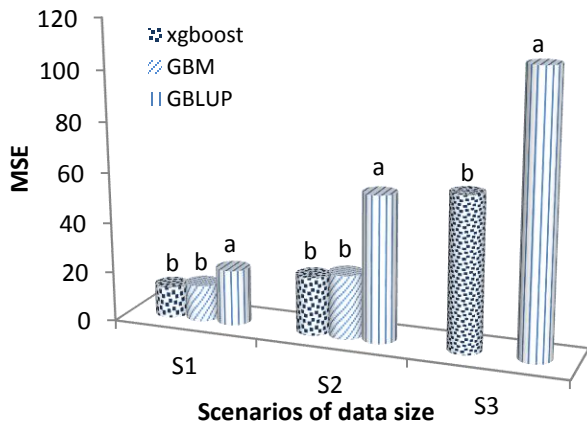 120
100
80
60
40
20
0
MSE
xgboost
GBM
GBLUP
b b a
b b a
b a
S1 S2 S3
Scenarios of data size